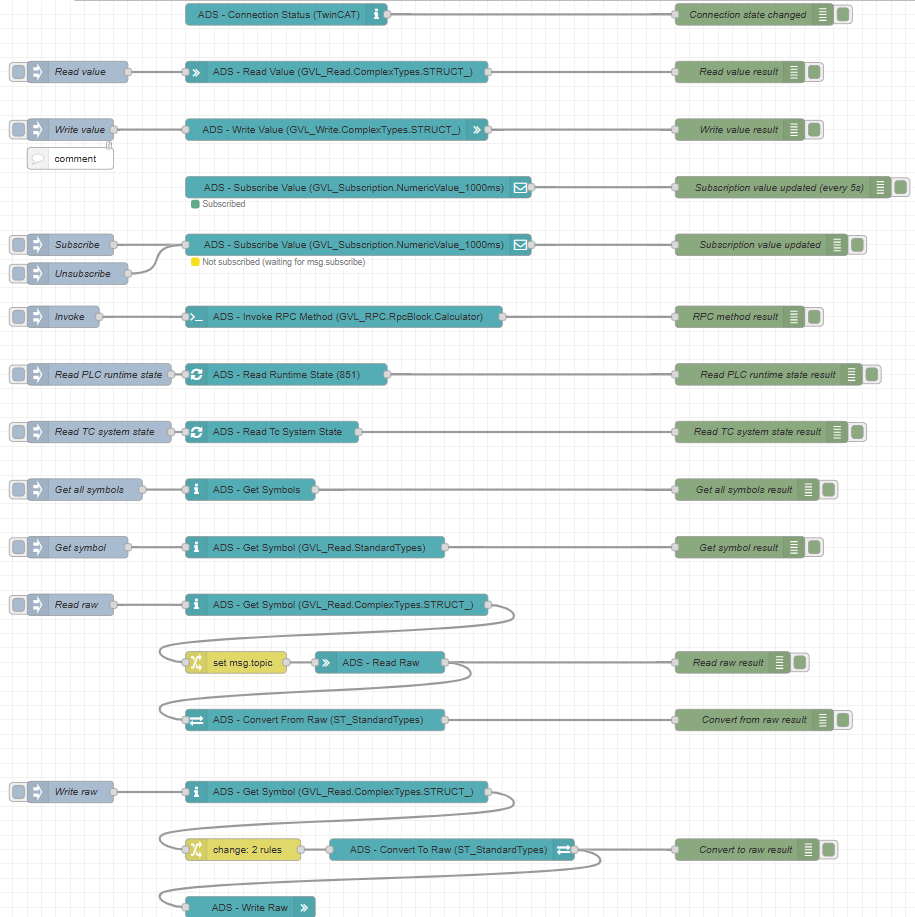 ADS - Connection Status (TwinCAT) Connection state changed
Read value ADS - Read Value (GVL_Read.ComplexTypes.STRUCT_) Read value result
Write value ADS - Write Value (GVL_Write.ComplexTypes.STRUCT_) Write value result
comment
ADS - Subscribe Value (GVL_Subscription.NumericValue_1000ms) Subscription value updated (every 5s)
Subscribed
Subscribe ADS - Subscribe Value (GVL_Subscription.NumericValue_1000ms) Subscription value updated
Not subscribed (waiting for msg.subscribe)
Unsubscribe
Invoke ADS - Invoke RPC Method (GVL_RPC.RpcBlock.Calculator) RPC method result
Read PLC runtime state ADS - Read Runtime State (851) Read PLC runtime state result
Read TC system state ADS - Read Tc System State Read TC system state result
Get all symbols ADS - Get Symbols Get all symbols result
Get symbol ADS - Get Symbol (GVL_Read.StandardTypes) Get symbol result
Read raw ADS - Get Symbol (GVL_Read.ComplexTypes.STRUCT_)
set msg.topic ADS - Read Raw Read raw result
ADS - Convert From Raw (ST_StandardTypes) Convert from raw result
Write raw ADS - Get Symbol (GVL_Read.ComplexTypes.STRUCT_)
change: 2 rules ADS - Convert To Raw (ST_StandardTypes) Convert to raw result
ADS - Write Raw